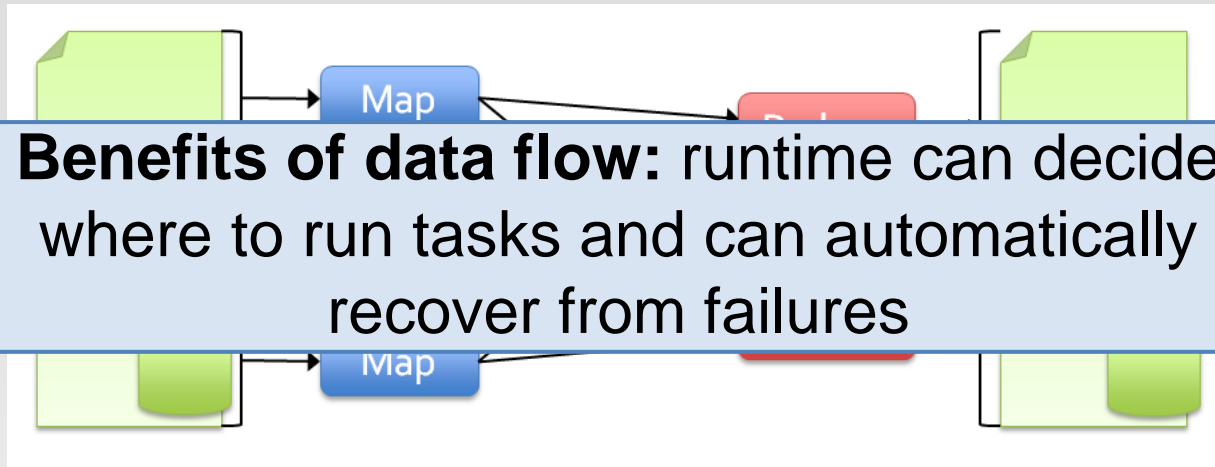 Map
Benefits of data flow: runtime can decide
where to run tasks and can automatically
recover from failures
Map